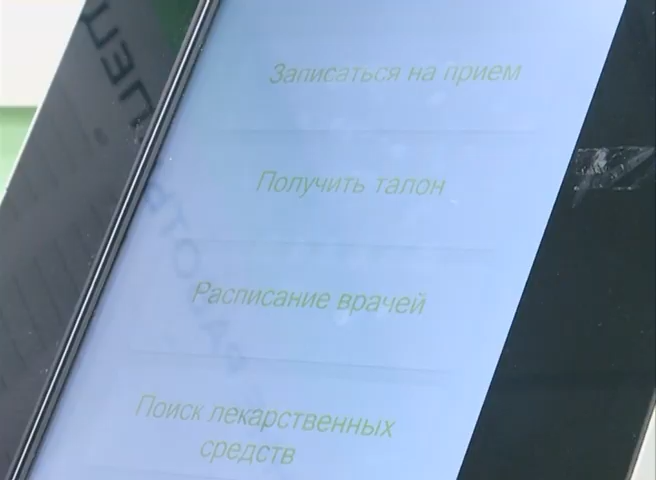 Записаться на прием
Получить талон
Расписание врачей
Поиск лекарственных
средств